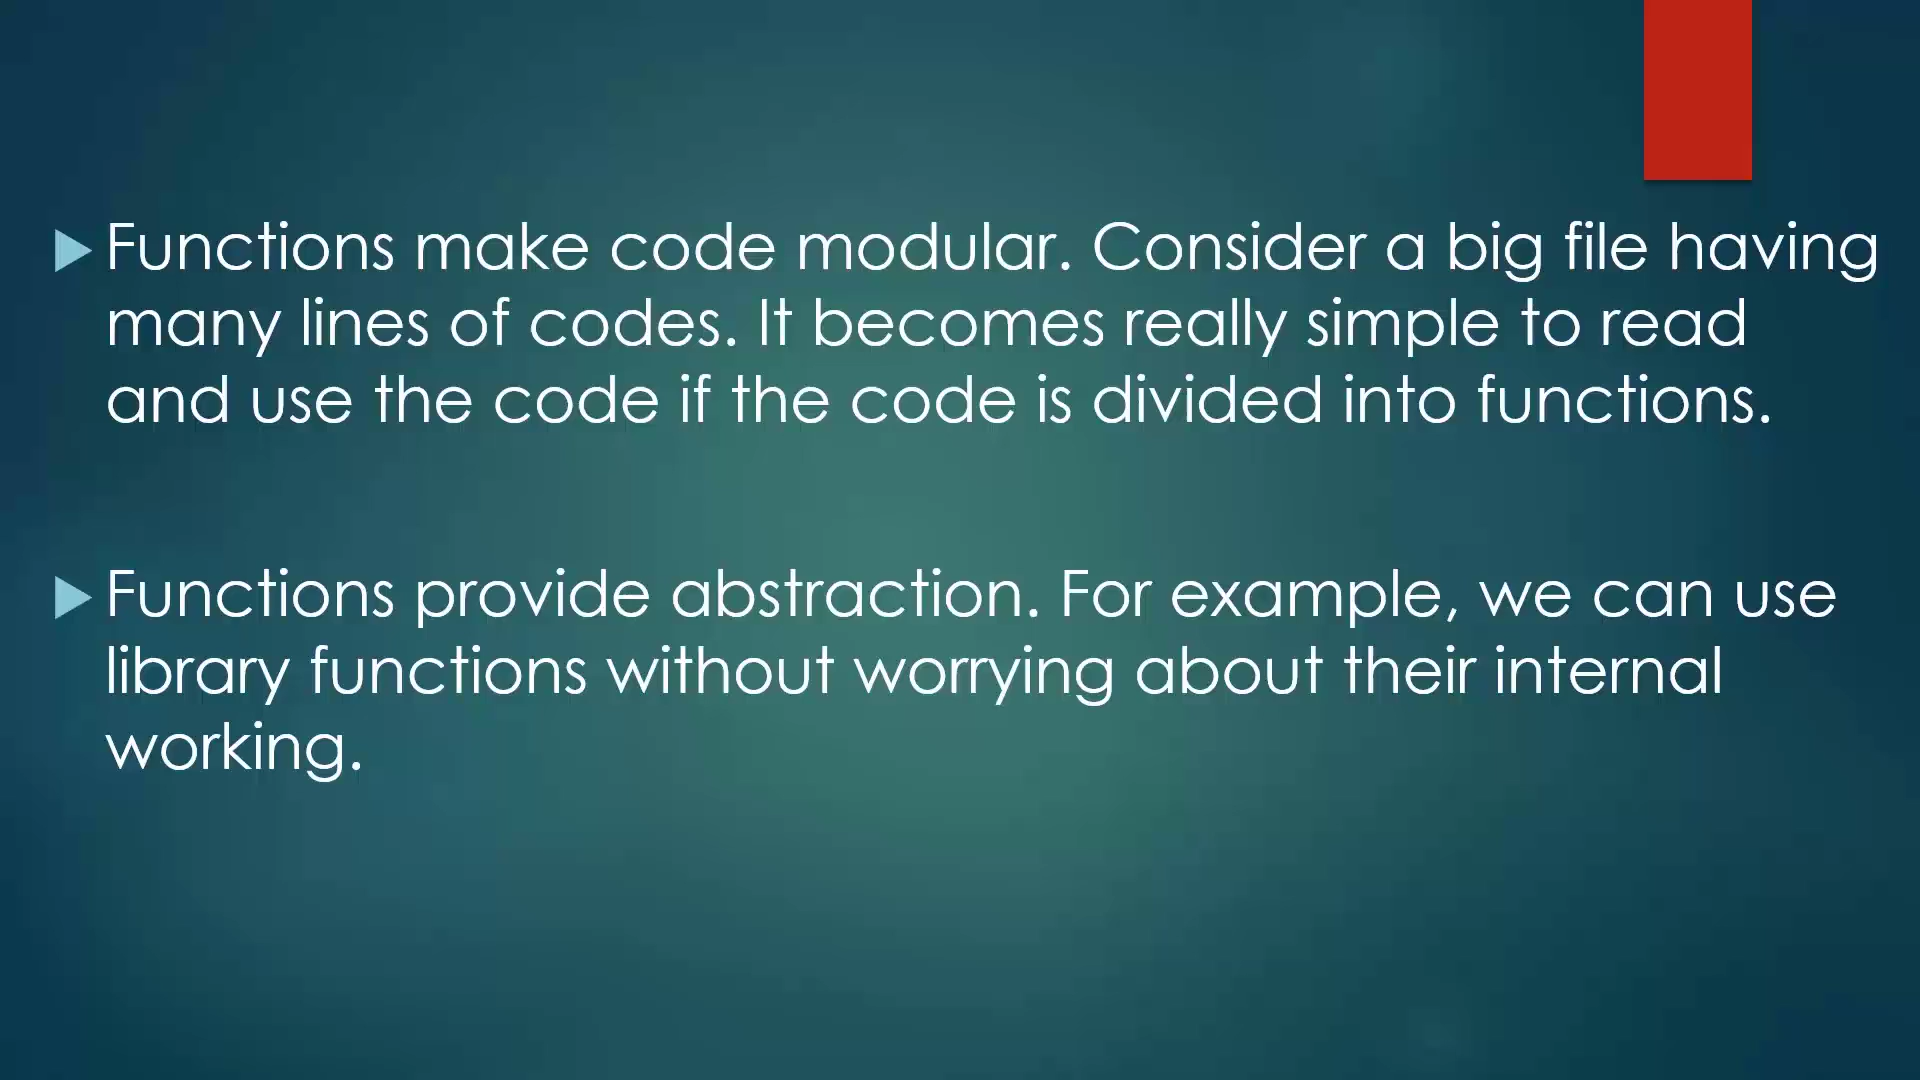 Functions make code modular. Consider a big file having
many lines of codes. It becomes really simple to read
and use the code if the code is divided into functions.
Functions provide abstraction. For example, we can use
library functions without worrying about their internal
working.